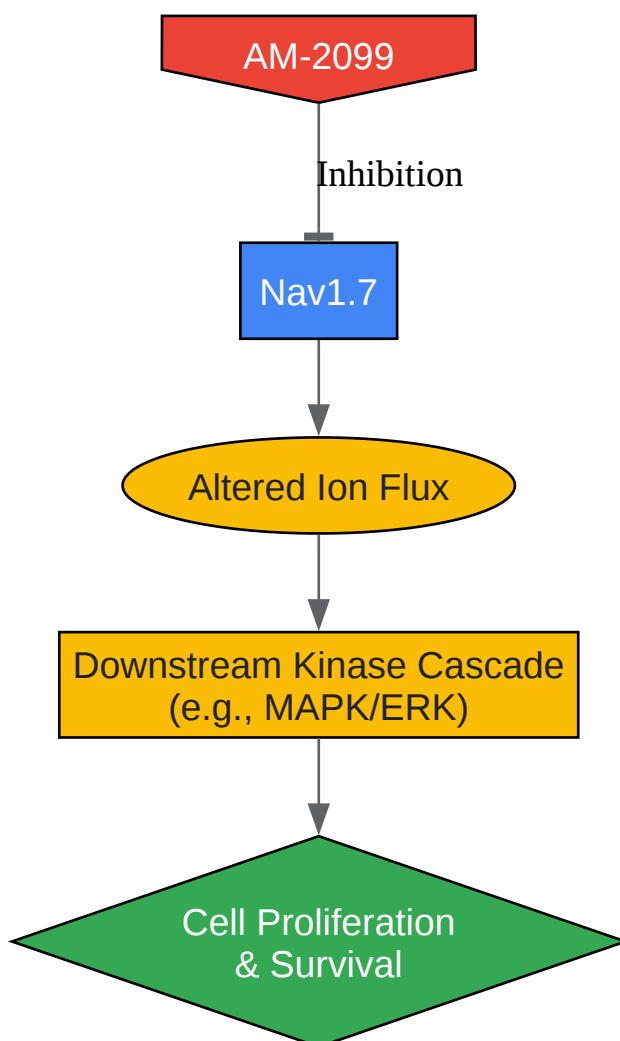 AM-2099
Inhibition
Nav1.7
Altered Ion Flux
Downstream Kinase Cascade
(e.g., MAPK/ERK)
Cell Proliferation
& Survival